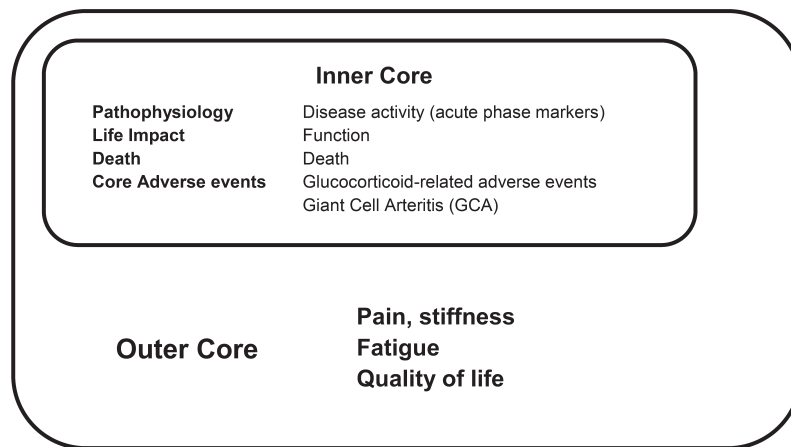 Inner Core
Pathophysiology Disease activity (acute phase markers)
Life Impact Function
Death Death
Core Adverse events Glucocorticoid-related adverse events
Giant Cell Arteritis (GCA)
Pain, stiffness
Outer Core Fatigue
Quality of life